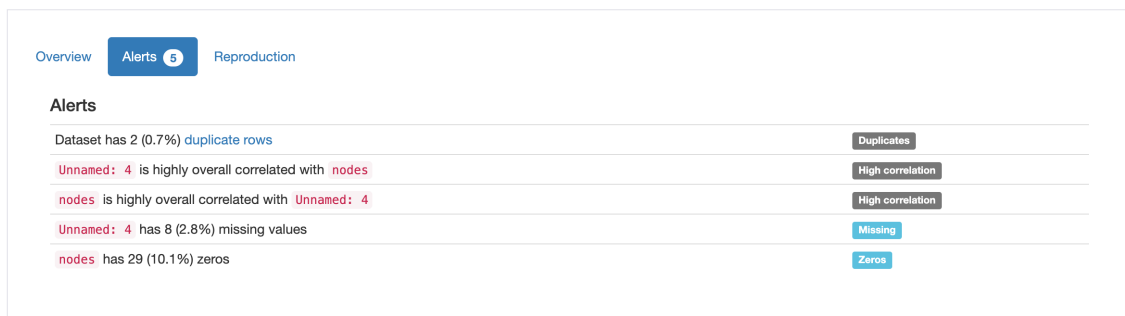 Overview Alerts 5 Reproduction
Alerts
Dataset has 2 (0.7%) duplicate rows Duplicates
Unnamed: 4 is highly overall correlated with nodes High correlation
nodes is highly overall correlated with Unnamed: 4 High correlation
Unnamed: 4 has 8 (2.8%) missing values Missing
nodes has 29 (10.1%) zeros Zeros